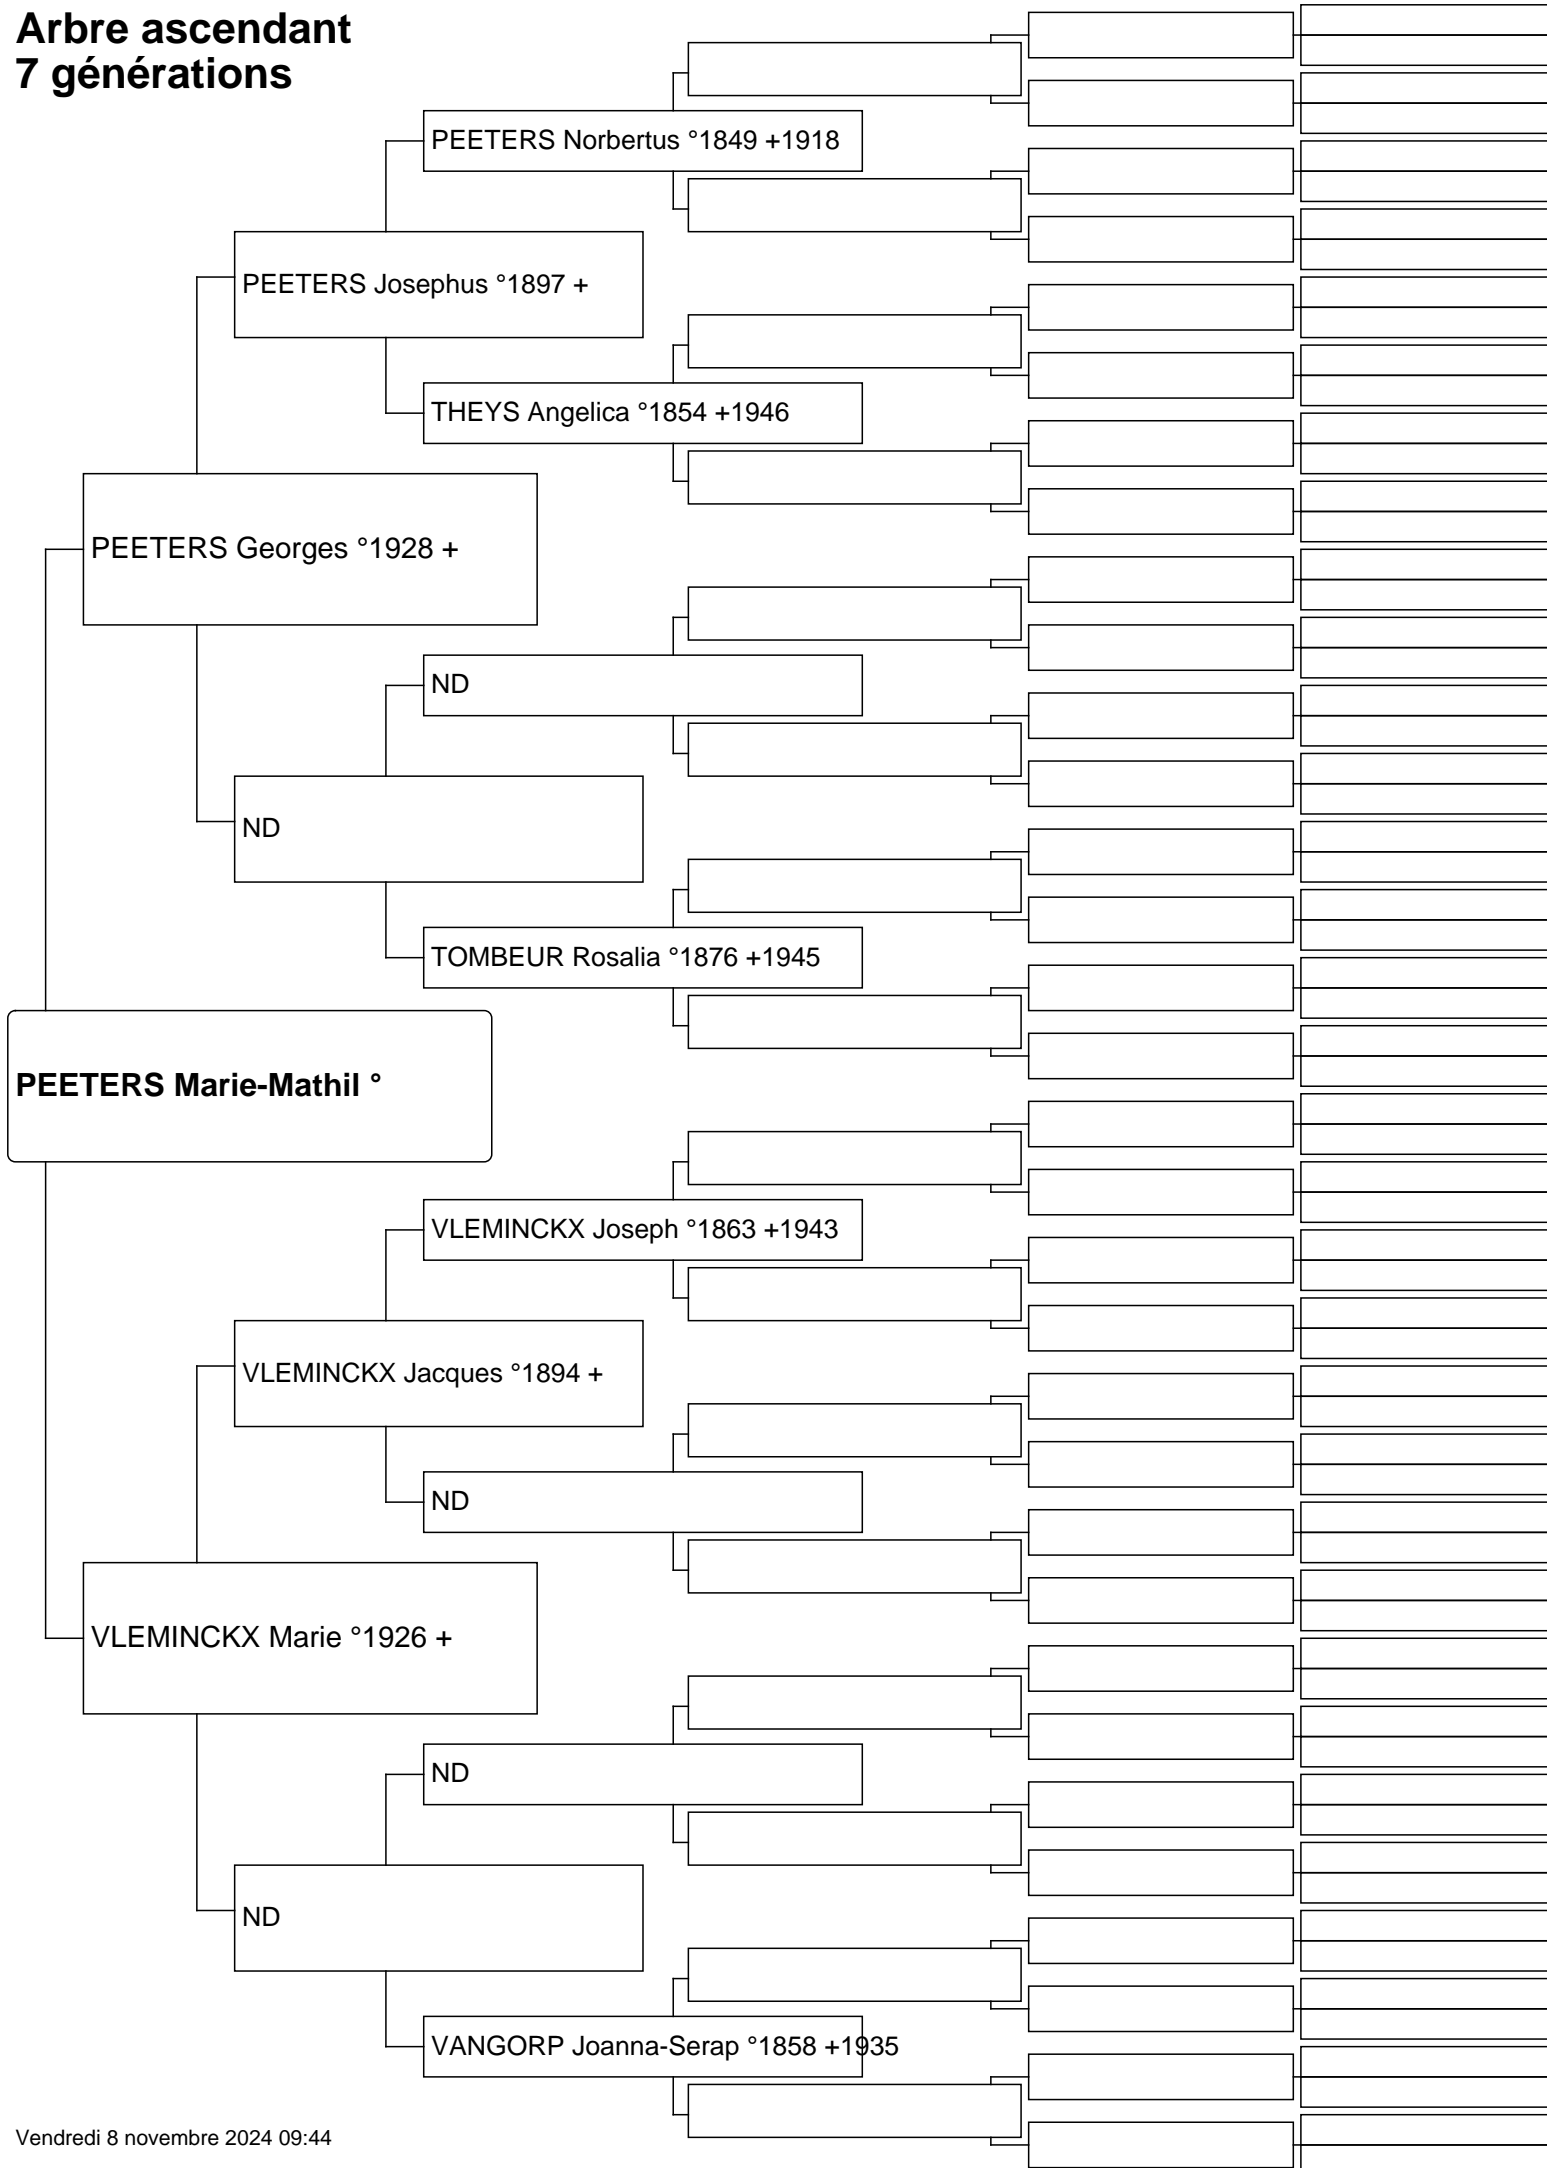 Arbre ascendant
7 générations
PEETERS Norbertus °1849 +1918
PEETERS Josephus °1897 +
THEYS Angelica °1854 +1946
PEETERS Georges °1928 +
ND
ND
TOMBEUR Rosalia °1876 +1945
PEETERS Marie-Mathil °
VLEMINCKX Joseph °1863 +1943
VLEMINCKX Jacques °1894 +
ND
VLEMINCKX Marie °1926 +
ND
ND
VANGORP Joanna-Serap °1858 +1935
Vendredi 8 novembre 2024 09:44